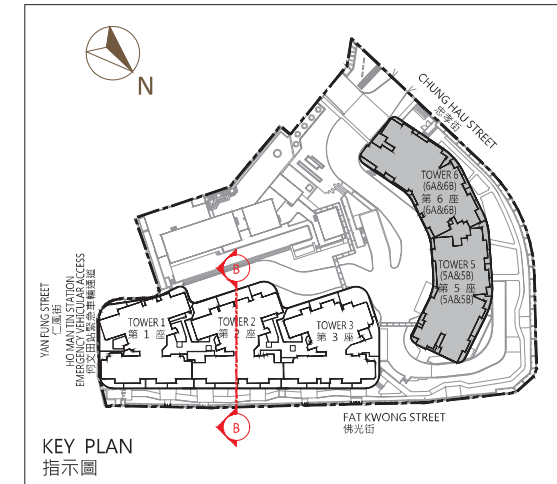 N
CHUNG HAU STREET
忠孝街
TOWER 6
(6A&6B)
第 6 座
(6A&6B)
TOWER 5
(5A&5B)
第 5 座
(5A&5B)
B
TOWER 1
第 1 座
TOWER 2
第 2 座
TOWER 3
第 3 座
YAN FUNG STREET
仁風街
HO MAN TIN STATION
EMERGENCY VEHICULAR ACCESS
何文田站緊急車輛通道
B
FAT KWONG STREET
佛光街
KEY PLAN
指示圖